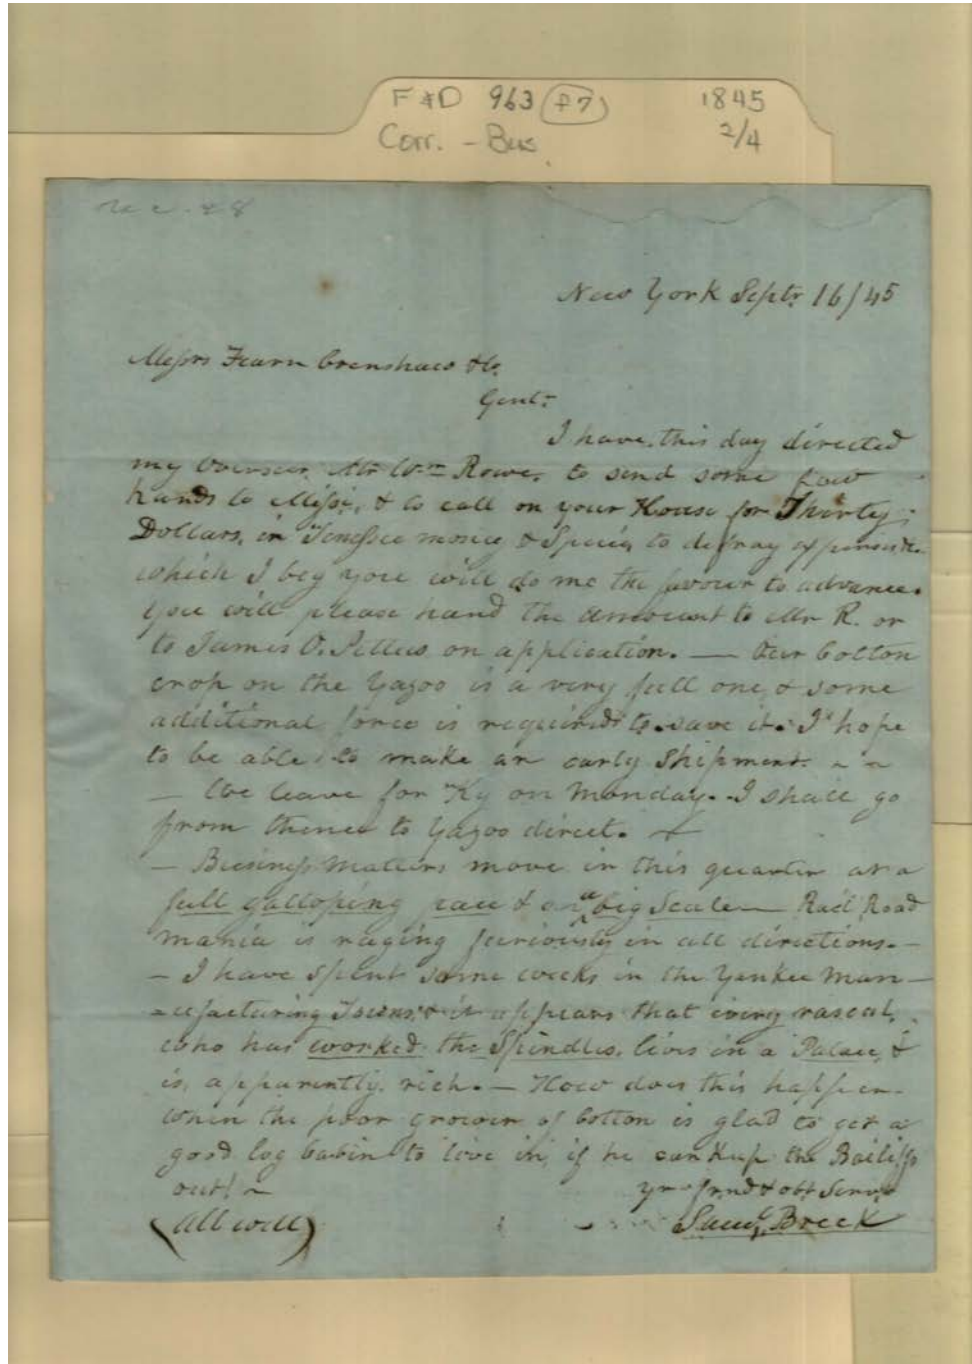 F&D 963 (f7) 1845
Corr. - Bus. 2/4
New York Septr. 16/45
Messrs Fearn Crenshaw & Co.
Gent:
I have this day directed
my Overseer Mr Wm Rowe, to send some few
hands to Missi, & to call on your House for Thirty
Dollars, in Tenessee money & Specie, to defray expenses &c
which I beg you will do me the favour to advance.
You will please hand the amount to Mr R. or
to James O. on application. — Our Cotton
crop on the Yazoo is a very full one, & some
additional force is required to save it. I hope
to be able to make an early Shipment. ~ ~
— We leave for Ky on Monday. I shall go
from thence to Yazoo direct. —
— Business Matters move in this quarter at a
full galloping pace & on a big Scale — Rail Road
mania is raging furiously in all directions. —
— I have spent some weeks in the Yankee Man-
-ufacturing Towns, & it appears that every rascal,
who has worked the Spindles, lives in a Palace, &
is, apparently, rich. — How does this happen
when the poor grower of Cotton is glad to get a
good log Cabin to live in, if he can keep the Bailiffs
out! ~ yr frnd & obt Servt
(All well) Saml. Breck